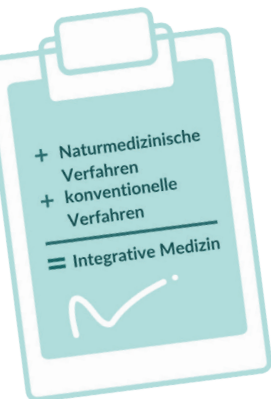 + Naturmedizinische
Verfahren
+ konventionelle
Verfahren
= Integrative Medizin